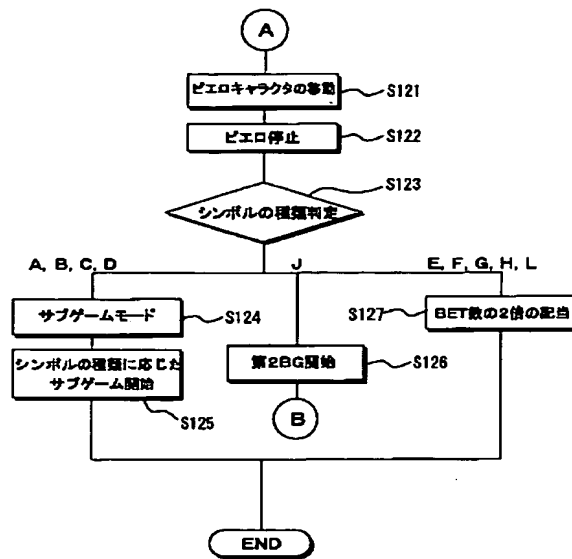 A
ピエロキャラクタの移動
S121
ピエロ停止
S122
S123
シンボルの種類判定
A, B, C, D
J
E, F, G, H, L
サブゲームモード
S124
S127
BET数の2倍の配当
シンボルの種類に応じた
サブゲーム開始
S125
第2BG開始
S126
B
END